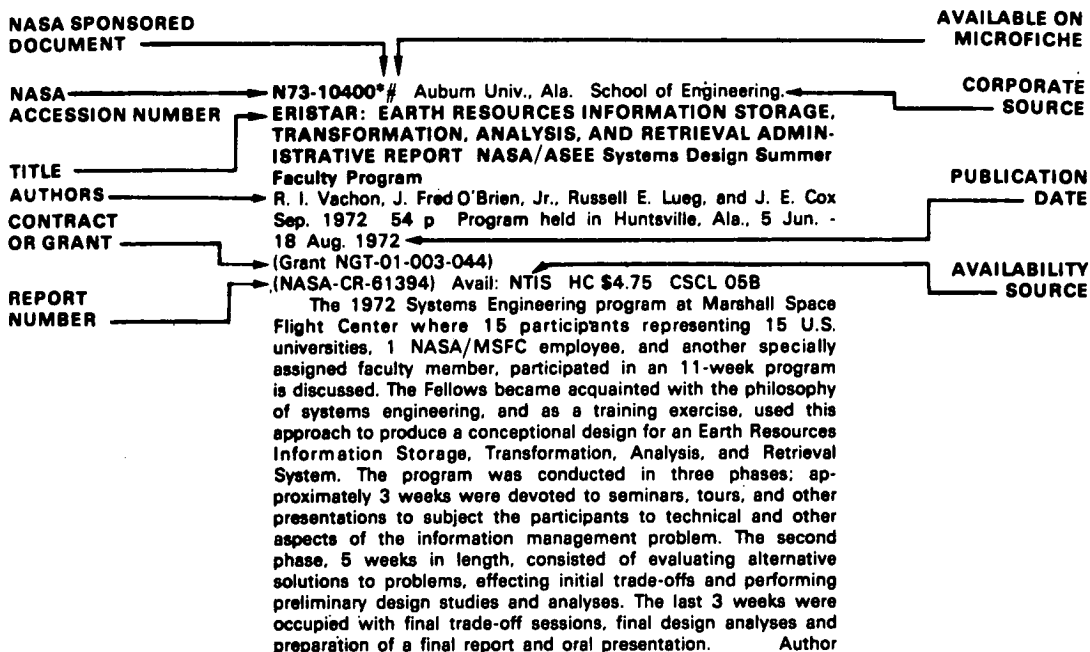 NASA SPONSORED
DOCUMENT
AVAILABLE ON
MICROFICHE
NASA
ACCESSION NUMBER
N73-10400*# Auburn Univ., Ala. School of Engineering.
CORPORATE
SOURCE
TITLE
ERISTAR: EARTH RESOURCES INFORMATION STORAGE,
TRANSFORMATION, ANALYSIS, AND RETRIEVAL ADMIN-
ISTRATIVE REPORT NASA/ASEE Systems Design Summer
Faculty Program
AUTHORS
R. I. Vachon, J. Fred O'Brien, Jr., Russell E. Lueg, and J. E. Cox
PUBLICATION
DATE
Sep. 1972 54 p Program held in Huntsville, Ala., 5 Jun. -
18 Aug. 1972
CONTRACT
OR GRANT
(Grant NGT-01-003-044)
REPORT
NUMBER
(NASA-CR-61394) Avail: NTIS HC $4.75 CSCL 05B
AVAILABILITY
SOURCE
The 1972 Systems Engineering program at Marshall Space
Flight Center where 15 participants representing 15 U.S.
universities, 1 NASA/MSFC employee, and another specially
assigned faculty member, participated in an 11-week program
is discussed. The Fellows became acquainted with the philosophy
of systems engineering, and as a training exercise, used this
approach to produce a conceptional design for an Earth Resources
Information Storage, Transformation, Analysis, and Retrieval
System. The program was conducted in three phases; ap-
proximately 3 weeks were devoted to seminars, tours, and other
presentations to subject the participants to technical and other
aspects of the information management problem. The second
phase, 5 weeks in length, consisted of evaluating alternative
solutions to problems, effecting initial trade-offs and performing
preliminary design studies and analyses. The last 3 weeks were
occupied with final trade-off sessions, final design analyses and
preparation of a final report and oral presentation. Author